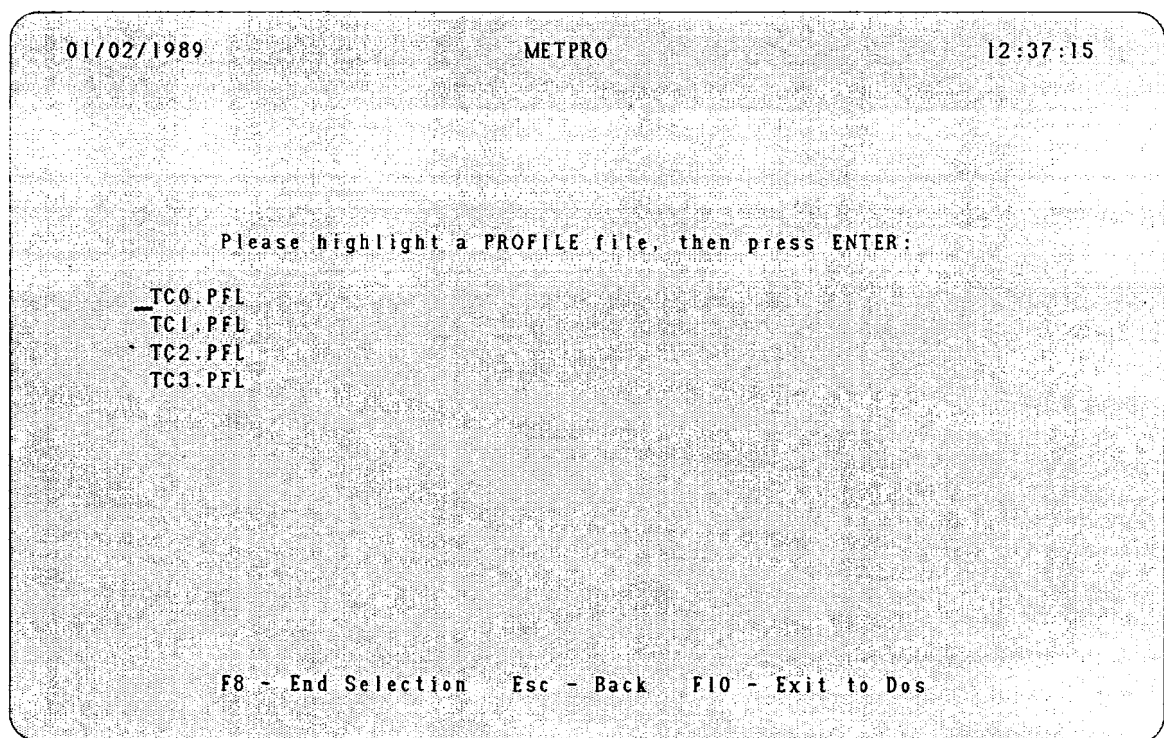 01/02/1989 METPRO 12:37:15
Please highlight a PROFILE file, then press ENTER:
TC0.PFL
TC1.PFL
TC2.PFL
TC3.PFL
F8 - End Selection Esc - Back F10 - Exit to Dos